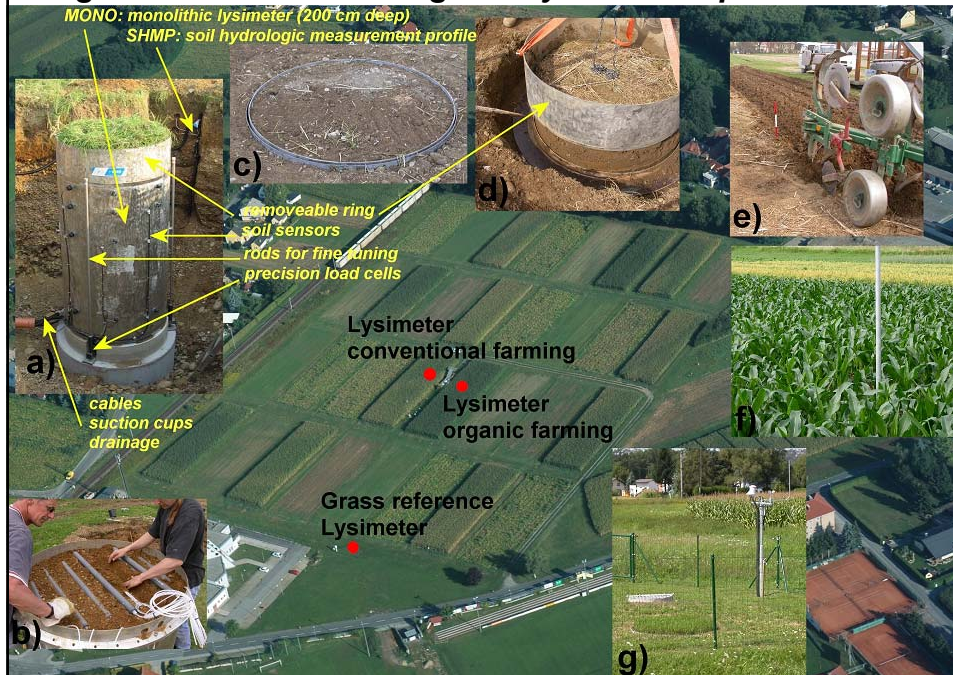 MONO: monolithic lysimeter (200 cm deep)
SHMP: soil hydrologic measurement profile
c)
d)
e)
removeable ring
soil sensors
rods for fine tuning
precision load cells
a)
Lysimeter
conventional farming
Lysimeter
organic farming
cables
suction cups
drainage
f)
Grass reference
Lysimeter
b)
g)